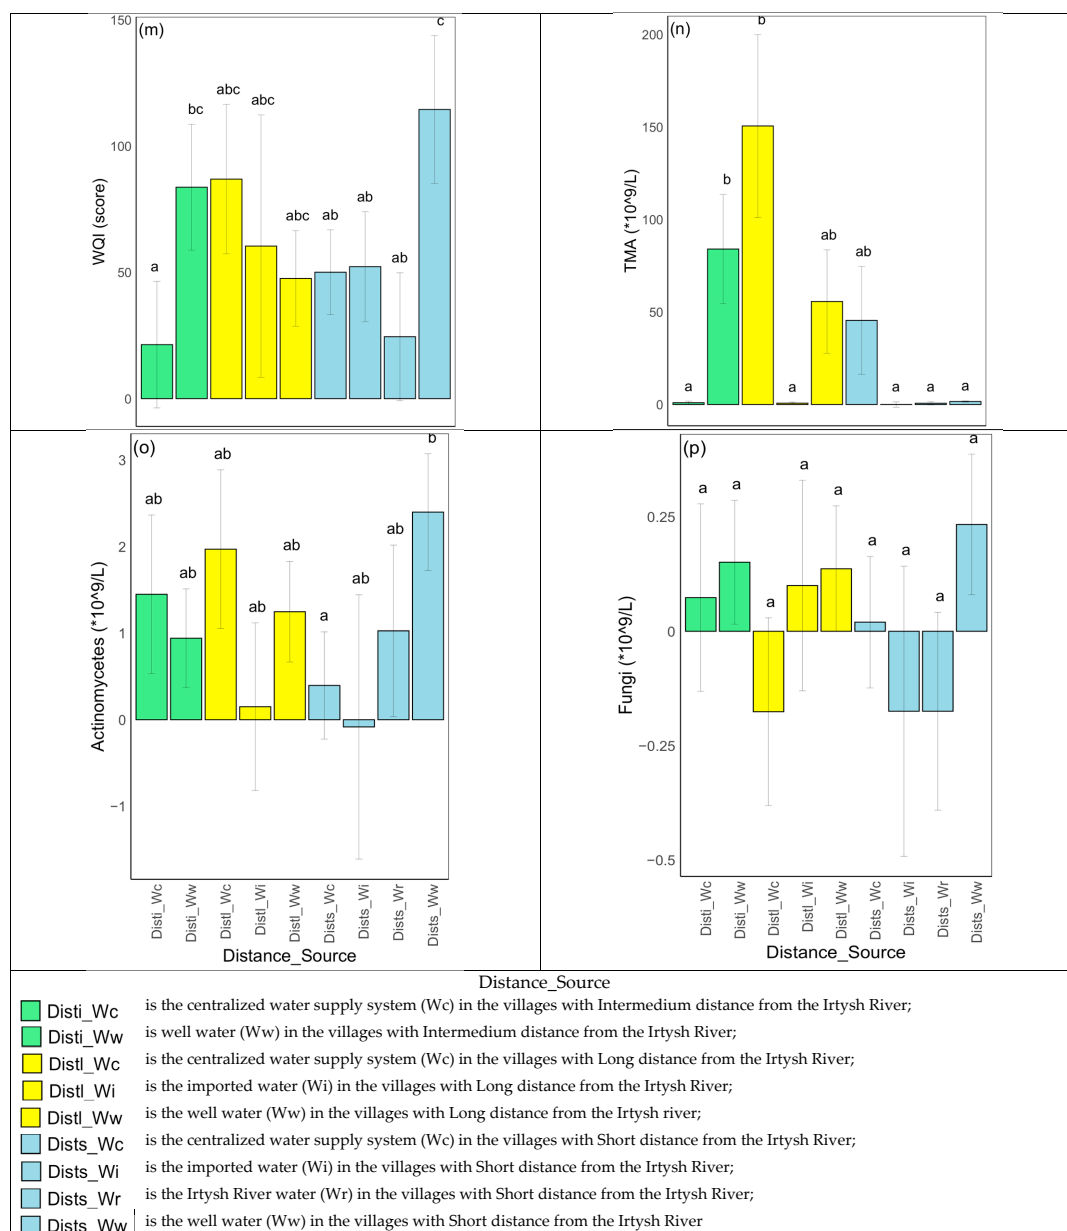 (m)
WQI (score)
150
100
50
0
a
bc
abc
abc
abc
ab
ab
ab
c
(n)
TMA (*10^9/L)
200
150
100
50
0
a
b
b
a
ab
ab
a
a
a
(o)
Actinomycetes (*10^9/L)
3
2
1
0
−1
ab
ab
ab
ab
ab
a
ab
ab
b
Disti_Wc
Disti_Ww
Distl_Wc
Distl_Wi
Distl_Ww
Dists_Wc
Dists_Wi
Dists_Wr
Dists_Ww
Distance_Source
(p)
Fungi (*10^9/L)
0.25
0
−0.25
−0.5
a
a
a
a
a
a
a
a
a
Disti_Wc
Disti_Ww
Distl_Wc
Distl_Wi
Distl_Ww
Dists_Wc
Dists_Wi
Dists_Wr
Dists_Ww
Distance_Source
Distance_Source
Disti_Wc is the centralized water supply system (Wc) in the villages with Intermedium distance from the Irtysh River;
Disti_Ww is well water (Ww) in the villages with Intermedium distance from the Irtysh River;
Distl_Wc is the centralized water supply system (Wc) in the villages with Long distance from the Irtysh River;
Distl_Wi is the imported water (Wi) in the villages with Long distance from the Irtysh River;
Distl_Ww is the well water (Ww) in the villages with Long distance from the Irtysh river;
Dists_Wc is the centralized water supply system (Wc) in the villages with Short distance from the Irtysh River;
Dists_Wi is the imported water (Wi) in the villages with Short distance from the Irtysh River;
Dists_Wr is the Irtysh River water (Wr) in the villages with Short distance from the Irtysh River;
Dists_Ww is the well water (Ww) in the villages with Short distance from the Irtysh River